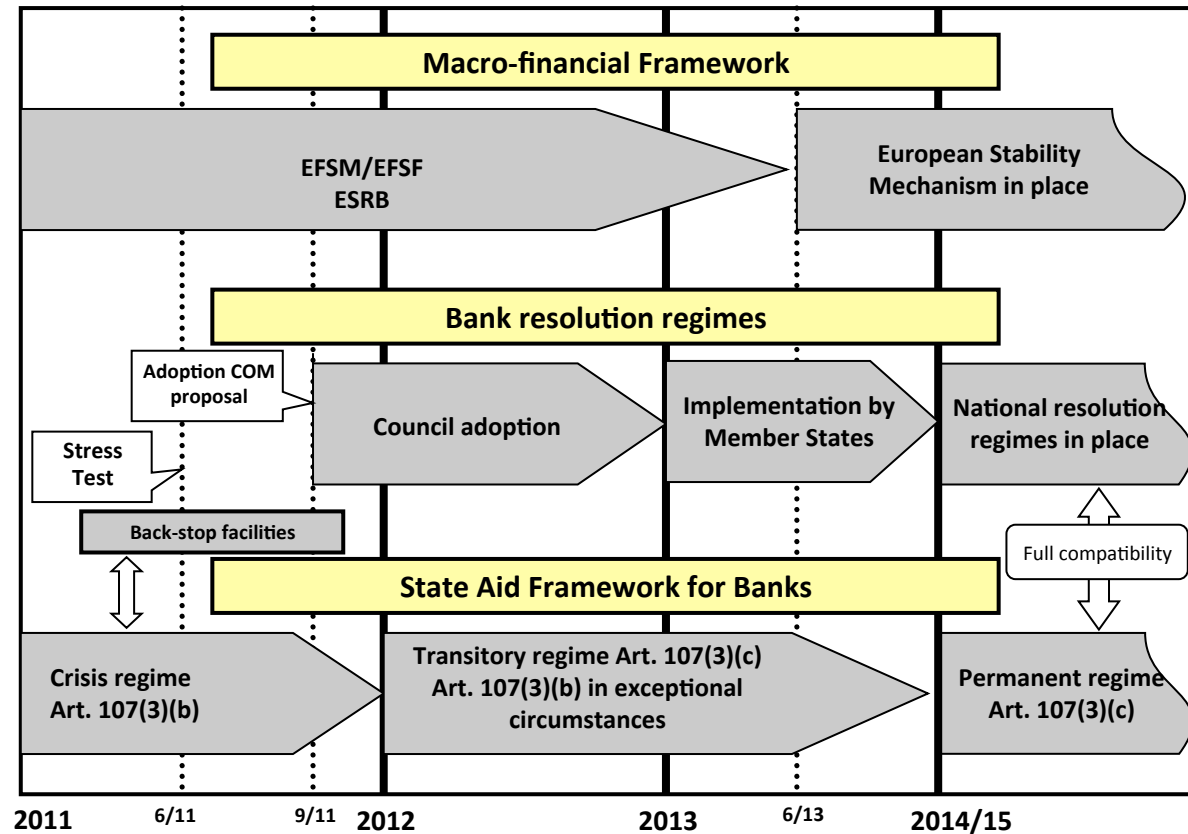 Macro-financial Framework
EFSM/EFSF
ESRB
European Stability
Mechanism in place
Bank resolution regimes
Adoption COM
proposal
Council adoption
Implementation by
Member States
National resolution
regimes in place
Stress
Test
Back-stop facilities
Full compatibility
State Aid Framework for Banks
Crisis regime
Art. 107(3)(b)
Transitory regime Art. 107(3)(c)
Art. 107(3)(b) in exceptional
circumstances
Permanent regime
Art. 107(3)(c)
2011
6/11
9/11
2012
2013
6/13
2014/15